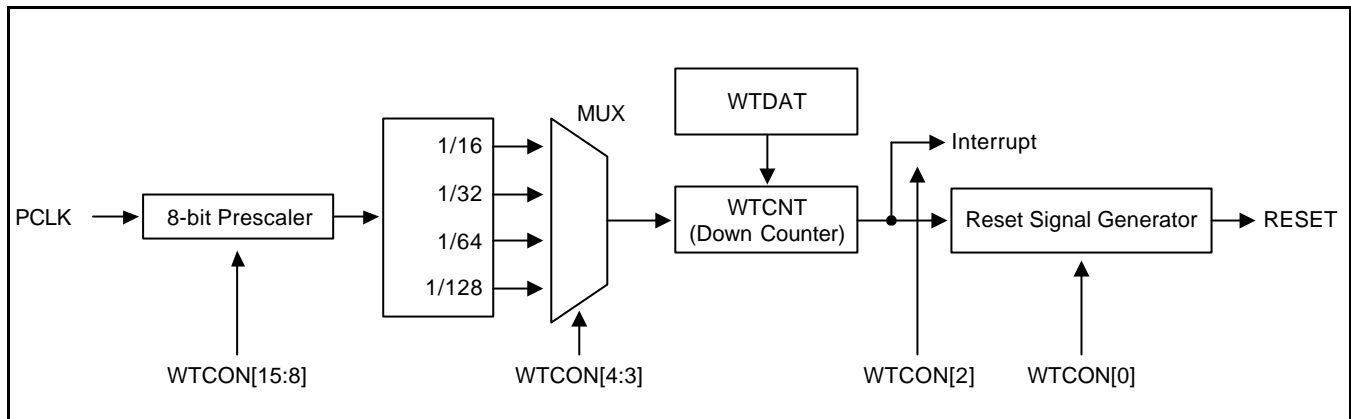 WTDAT
MUX
1/16
1/32
1/64
1/128
Interrupt
PCLK
8-bit Prescaler
WTCNT
(Down Counter)
Reset Signal Generator
RESET
WTCON[15:8]
WTCON[4:3]
WTCON[2]
WTCON[0]